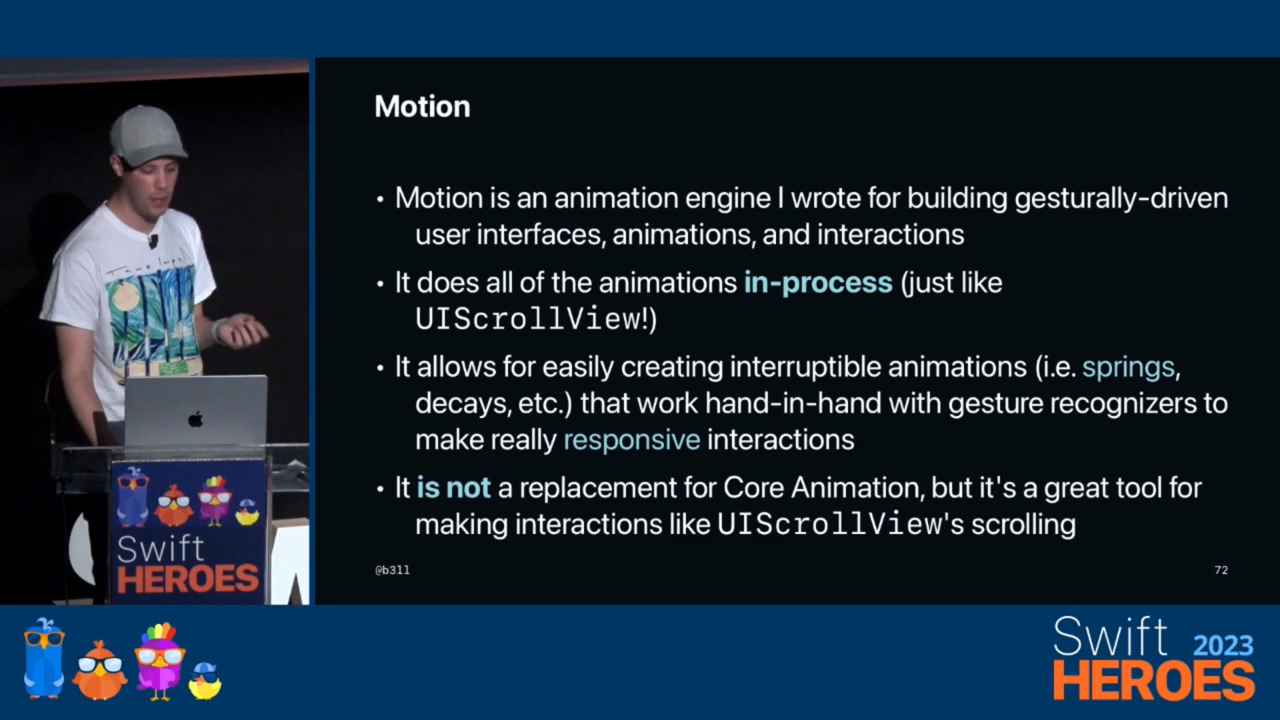 Motion
• Motion is an animation engine I wrote for building gesturally-driven
user interfaces, animations, and interactions
• It does all of the animations in-process (just like
UIScrollView!)
• It allows for easily creating interruptible animations (i.e. springs,
decays, etc.) that work hand-in-hand with gesture recognizers to
make really responsive interactions
• It is not a replacement for Core Animation, but it's a great tool for
making interactions like UIScrollView's scrolling
@b3ll
72
Swift
HEROES
Swift 2023
HEROES